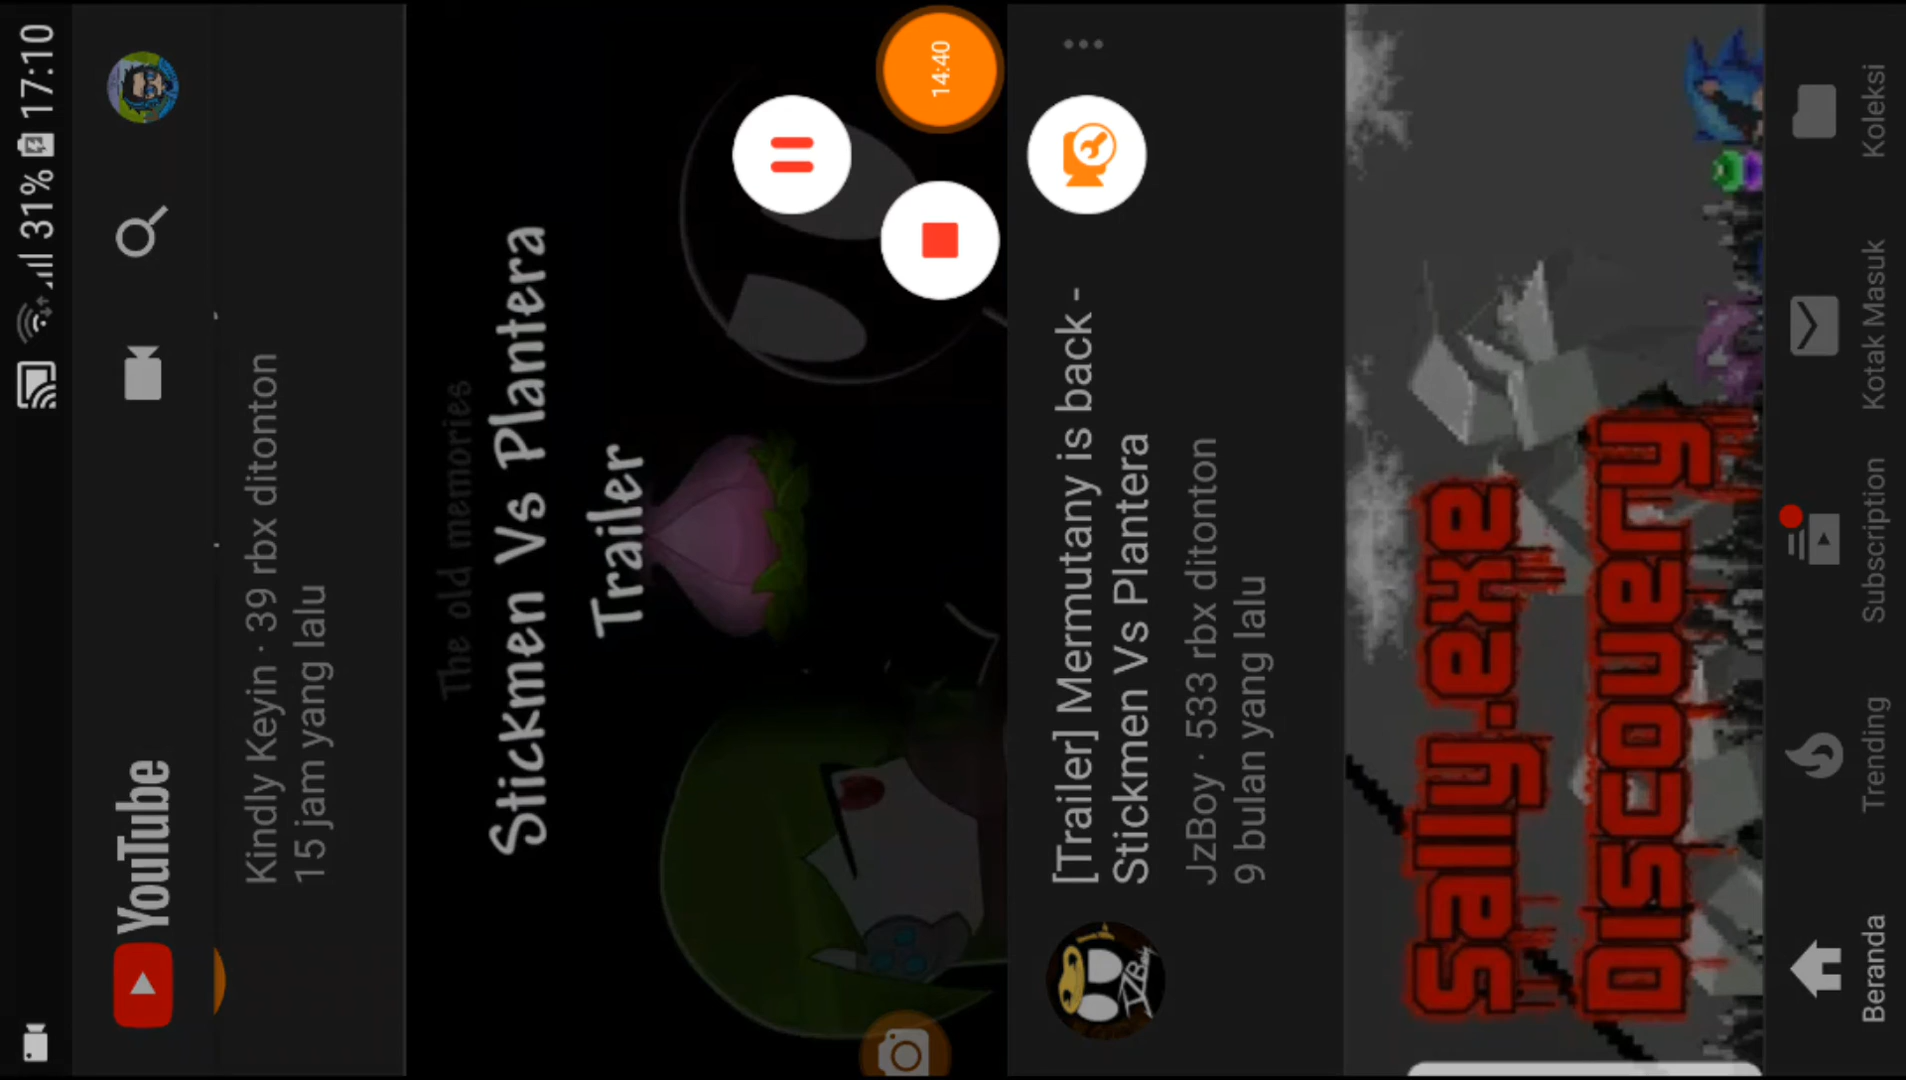 31% 17:10
YouTube
Kindly Keyin · 39 rbx ditonton
15 jam yang lalu
The old memories
Stickmen Vs Plantera
Trailer
14:40
[Trailer] Mermutany is back -
Stickmen Vs Plantera
JzBoy · 533 rbx ditonton
9 bulan yang lalu
JZBoy
Sally.exe
Discovery
Beranda
Trending
Subscription
Kotak Masuk
Koleksi